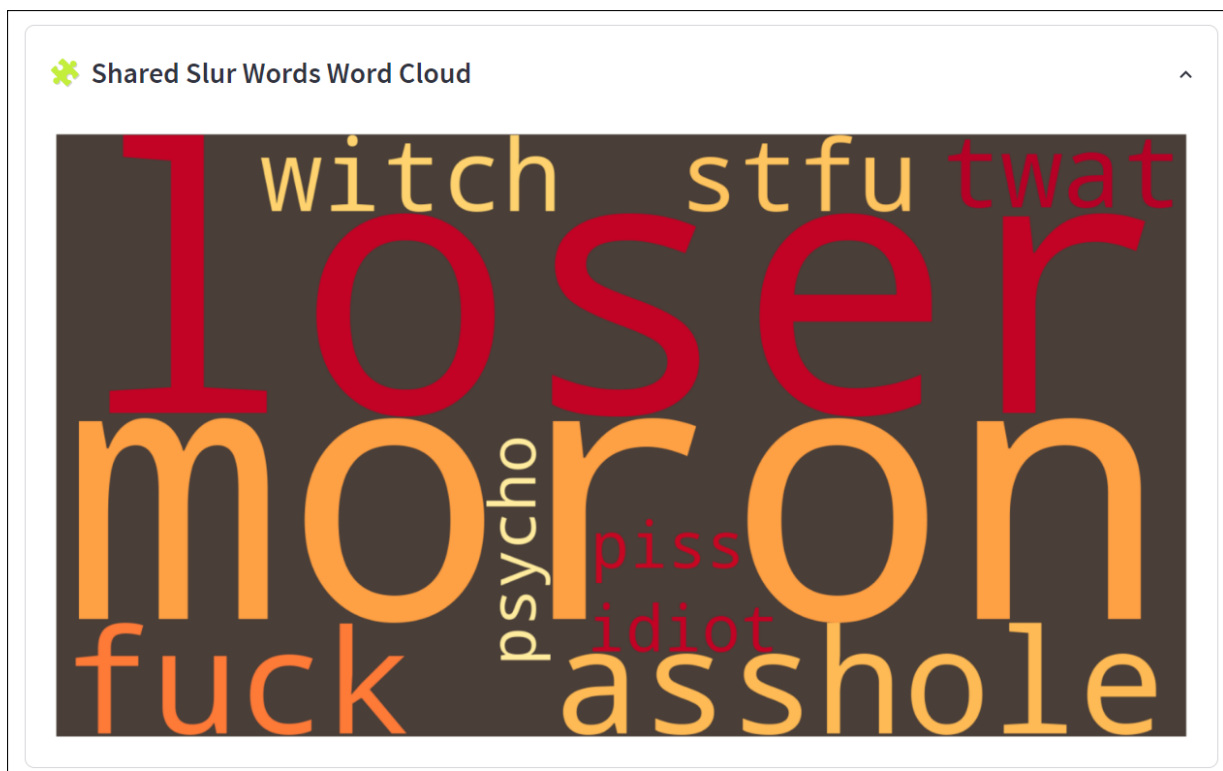 Shared Slur Words Word Cloud
witch
stfu
twat
loser
moron
psycho
piss
idiot
fuck
asshole